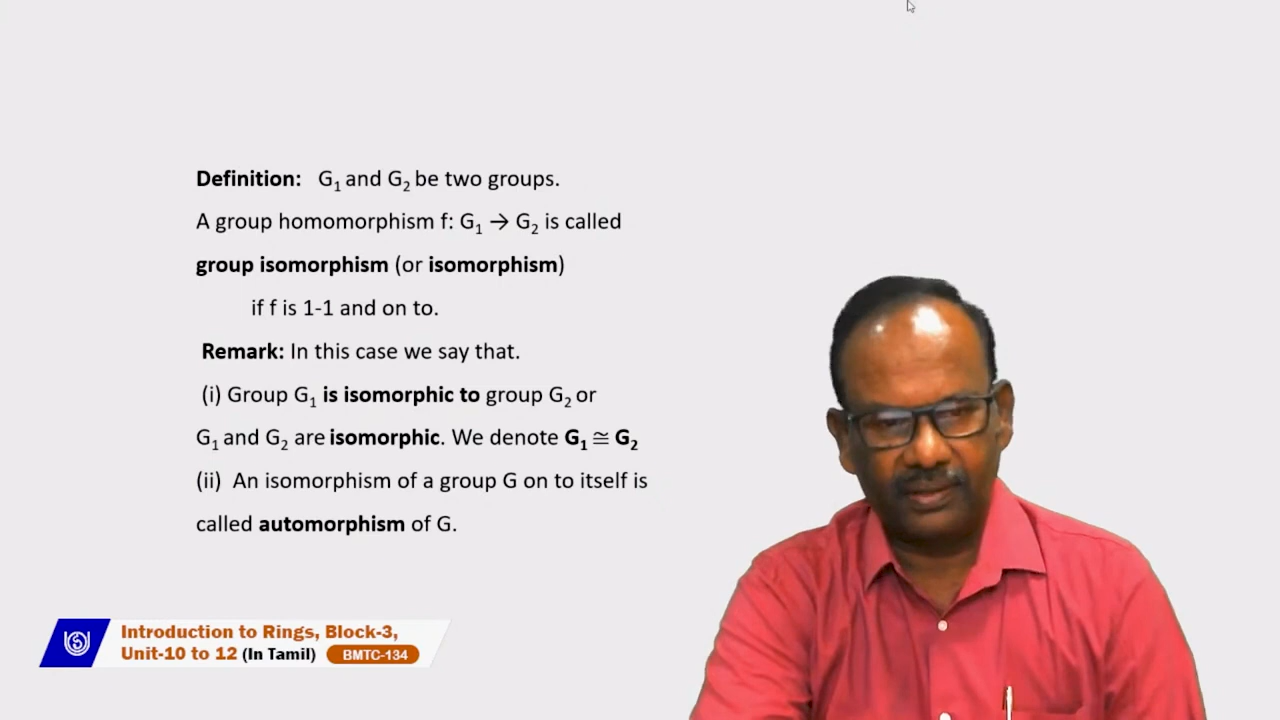 Definition: G₁ and G₂ be two groups.
A group homomorphism f: G₁ → G₂ is called
group isomorphism (or isomorphism)
if f is 1-1 and on to.
Remark: In this case we say that.
(i) Group G₁ is isomorphic to group G₂ or
G₁ and G₂ are isomorphic. We denote G₁ ≅ G₂
(ii) An isomorphism of a group G on to itself is
called automorphism of G.
Introduction to Rings, Block-3,
Unit-10 to 12 (In Tamil) BMTC-134